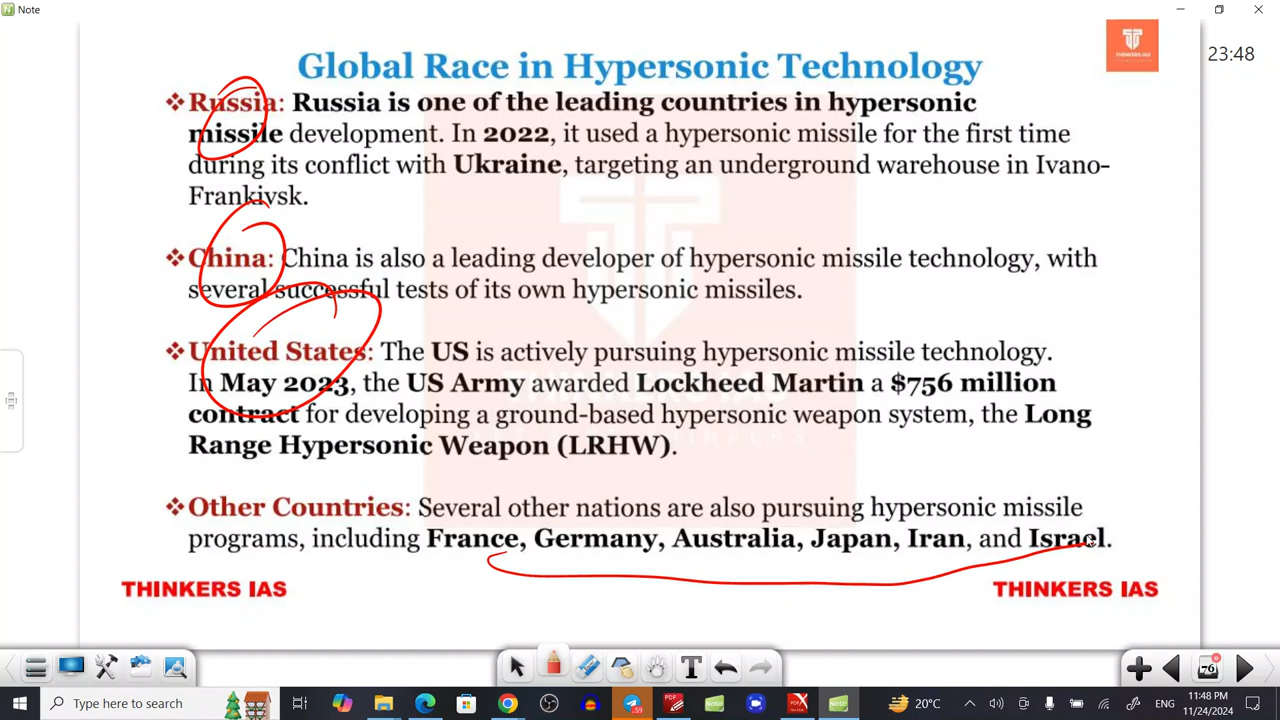 Note
THINKERS IAS
23:48
Global Race in Hypersonic Technology
❖Russia: Russia is one of the leading countries in hypersonic
missile development. In 2022, it used a hypersonic missile for the first time
during its conflict with Ukraine, targeting an underground warehouse in Ivano-
Frankivsk.
❖China: China is also a leading developer of hypersonic missile technology, with
several successful tests of its own hypersonic missiles.
❖United States: The US is actively pursuing hypersonic missile technology.
In May 2023, the US Army awarded Lockheed Martin a $756 million
contract for developing a ground-based hypersonic weapon system, the Long
Range Hypersonic Weapon (LRHW).
❖Other Countries: Several other nations are also pursuing hypersonic missile
programs, including France, Germany, Australia, Japan, Iran, and Israel.
THINKERS IAS
THINKERS IAS
76
Type here to search
59
20°C
ENG
11:48 PM
11/24/2024